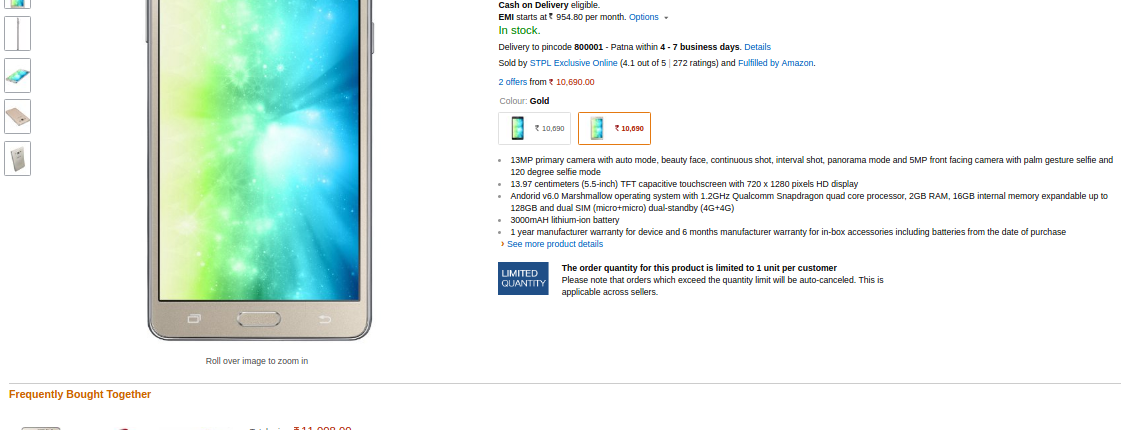 Cash on Delivery eligible.
EMI starts at ₹ 954.80 per month. Options
In stock.
Delivery to pincode 800001 - Patna within 4 - 7 business days. Details
Sold by STPL Exclusive Online (4.1 out of 5 | 272 ratings) and Fulfilled by Amazon.
2 offers from ₹ 10,690.00
Colour: Gold
₹ 10,690 ₹ 10,690
13MP primary camera with auto mode, beauty face, continuous shot, interval shot, panorama mode and 5MP front facing camera with palm gesture selfie and
120 degree selfie mode
13.97 centimeters (5.5-inch) TFT capacitive touchscreen with 720 x 1280 pixels HD display
Andorid v6.0 Marshmallow operating system with 1.2GHz Qualcomm Snapdragon quad core processor, 2GB RAM, 16GB internal memory expandable up to
128GB and dual SIM (micro+micro) dual-standby (4G+4G)
3000mAH lithium-ion battery
1 year manufacturer warranty for device and 6 months manufacturer warranty for in-box accessories including batteries from the date of purchase
› See more product details
LIMITED
QUANTITY
The order quantity for this product is limited to 1 unit per customer
Please note that orders which exceed the quantity limit will be auto-canceled. This is
applicable across sellers.
Roll over image to zoom in
Frequently Bought Together